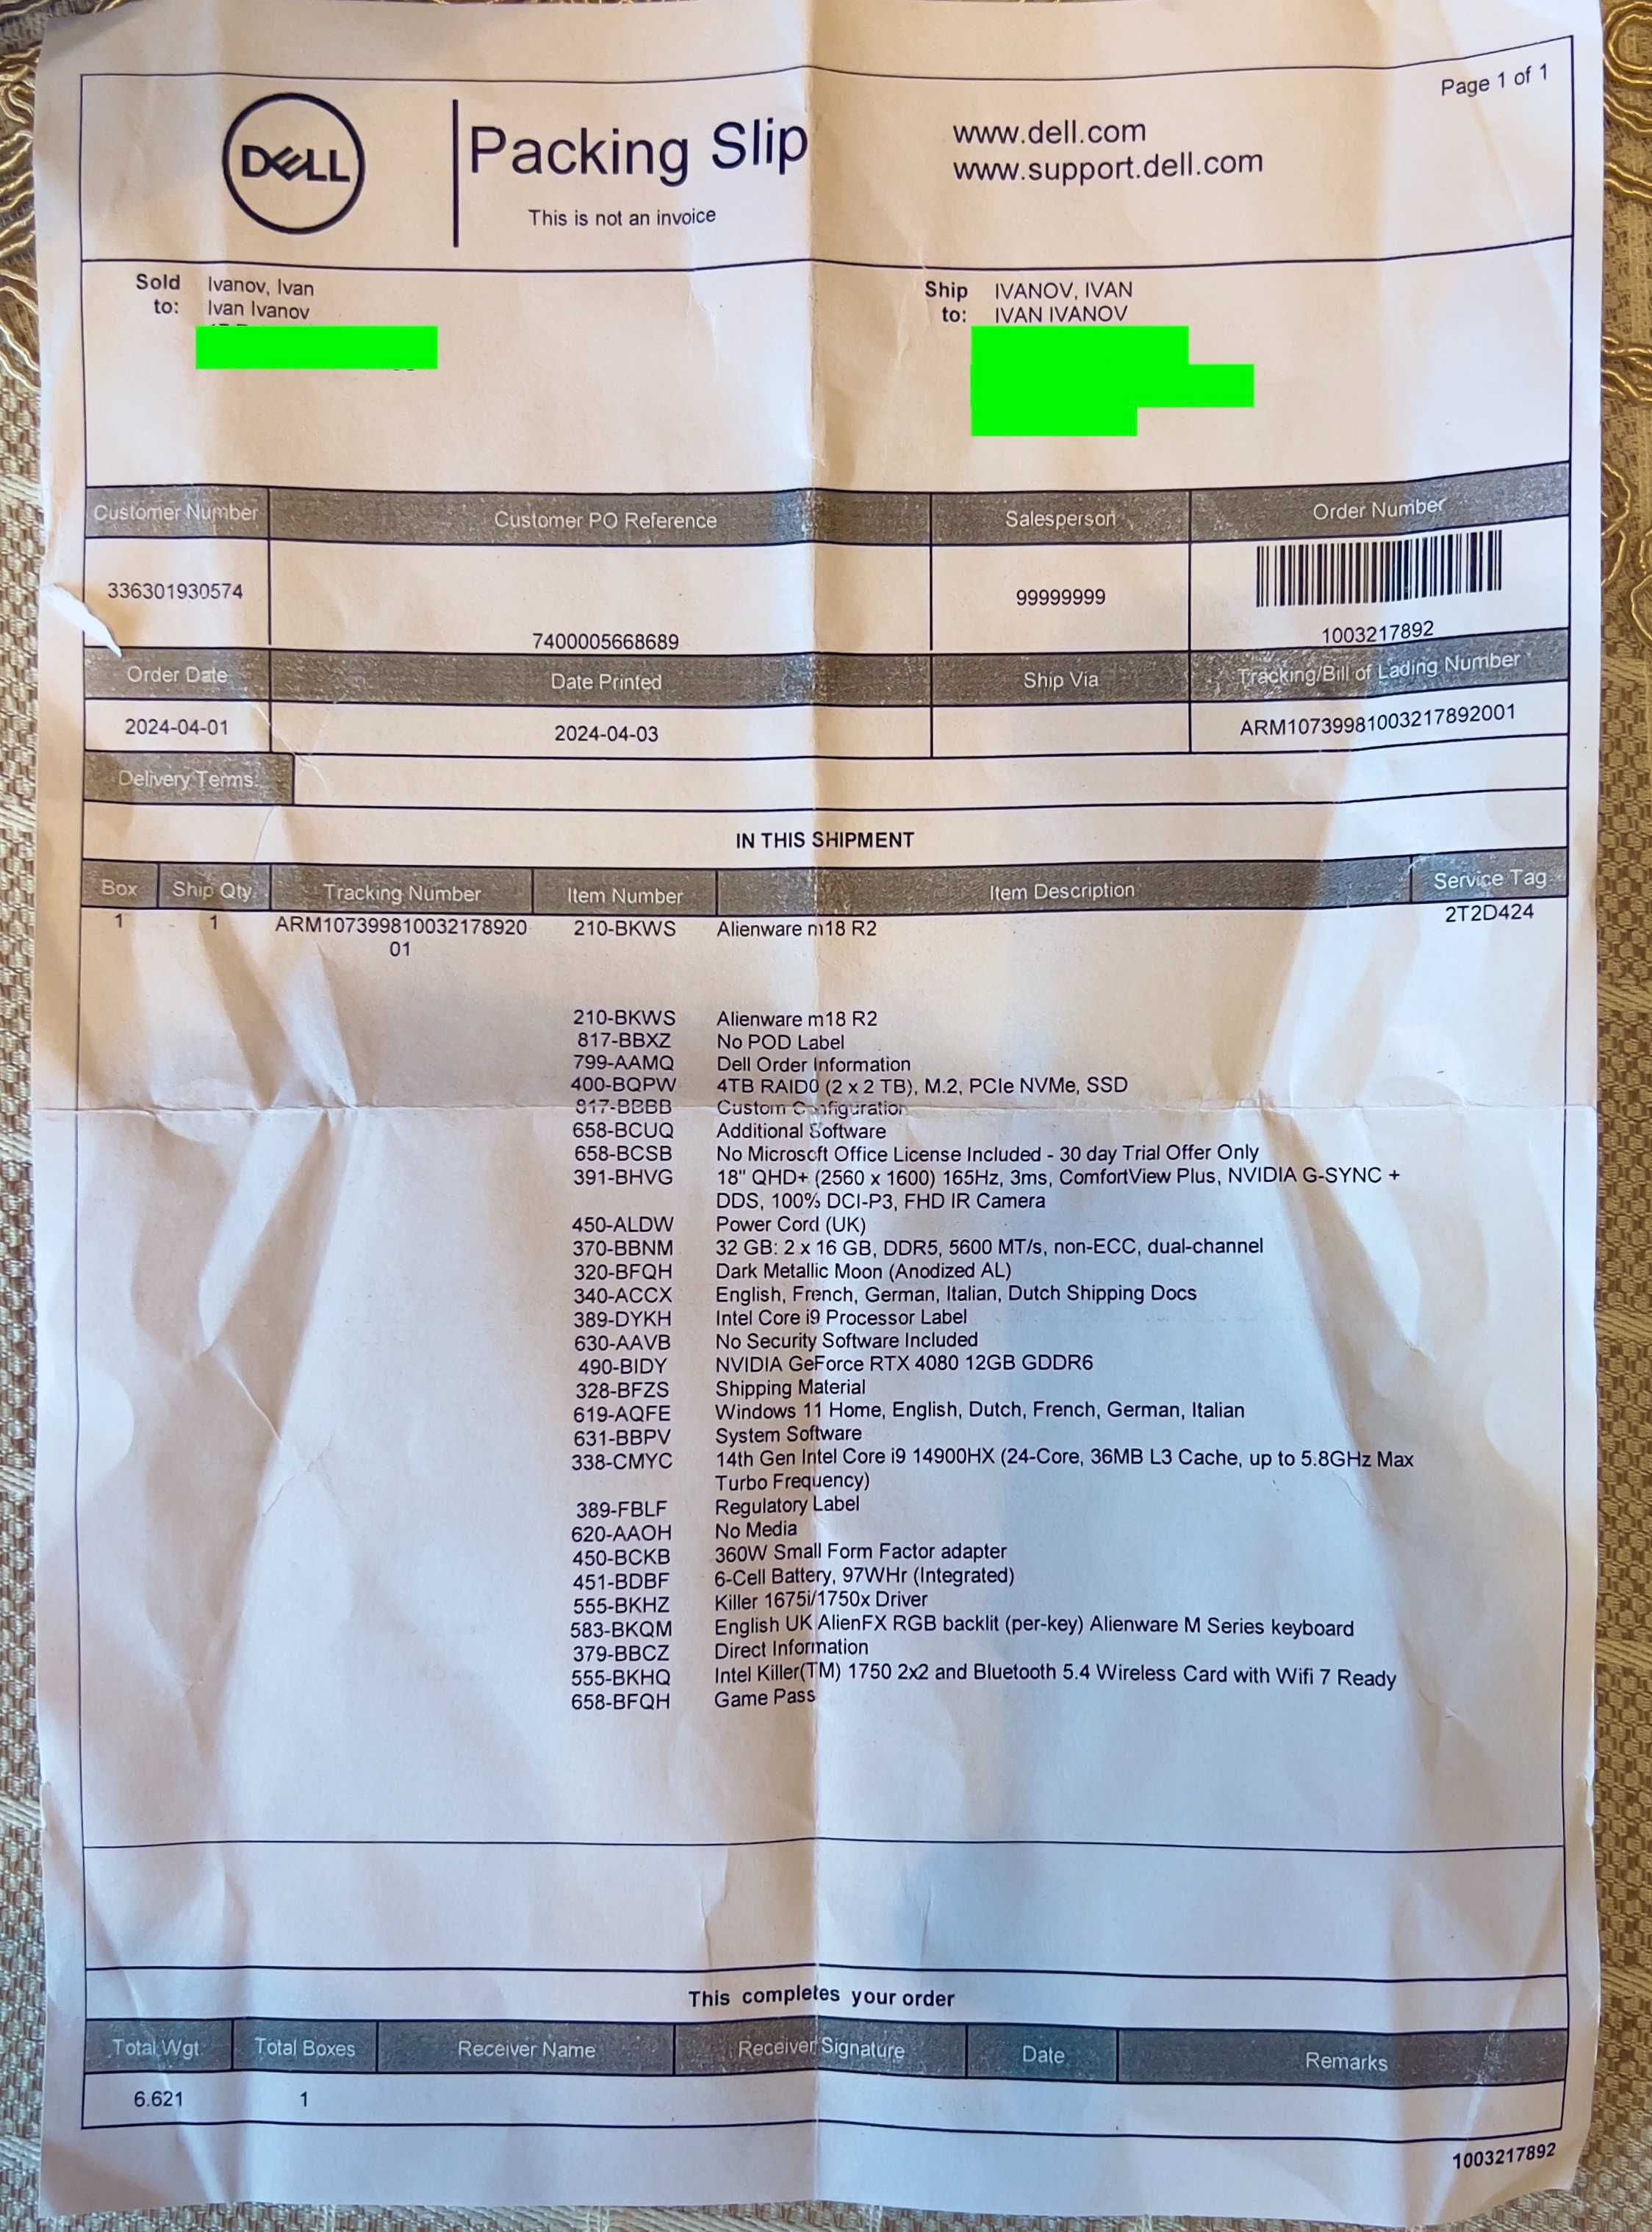 Page 1 of 1
DELL
Packing Slip
This is not an invoice
www.dell.com
www.support.dell.com
Sold to:
Ivanov, Ivan
Ivan Ivanov
Ship to:
IVANOV, IVAN
IVAN IVANOV
Customer Number Customer PO Reference Salesperson Order Number
336301930574 7400005668689 99999999 1003217892
Order Date Date Printed Ship Via Tracking/Bill of Lading Number
2024-04-01 2024-04-03 ARM10739981003217892001
Delivery Terms
IN THIS SHIPMENT
Box Ship Qty. Tracking Number Item Number Item Description Service Tag
1 1 ARM107399810032178920 210-BKWS Alienware m18 R2 2T2D424
01
210-BKWS Alienware m18 R2
817-BBXZ No POD Label
799-AAMQ Dell Order Information
400-BQPW 4TB RAID0 (2 x 2 TB), M.2, PCIe NVMe, SSD
817-BBBB Custom Configuration
658-BCUQ Additional Software
658-BCSB No Microsoft Office License Included - 30 day Trial Offer Only
391-BHVG 18" QHD+ (2560 x 1600) 165Hz, 3ms, ComfortView Plus, NVIDIA G-SYNC +
DDS, 100% DCI-P3, FHD IR Camera
450-ALDW Power Cord (UK)
370-BBNM 32 GB: 2 x 16 GB, DDR5, 5600 MT/s, non-ECC, dual-channel
320-BFQH Dark Metallic Moon (Anodized AL)
340-ACCX English, French, German, Italian, Dutch Shipping Docs
389-DYKH Intel Core i9 Processor Label
630-AAVB No Security Software Included
490-BIDY NVIDIA GeForce RTX 4080 12GB GDDR6
328-BFZS Shipping Material
619-AQFE Windows 11 Home, English, Dutch, French, German, Italian
631-BBPV System Software
338-CMYC 14th Gen Intel Core i9 14900HX (24-Core, 36MB L3 Cache, up to 5.8GHz Max
Turbo Frequency)
389-FBLF Regulatory Label
620-AAOH No Media
450-BCKB 360W Small Form Factor adapter
451-BDBF 6-Cell Battery, 97WHr (Integrated)
555-BKHZ Killer 1675i/1750x Driver
583-BKQM English UK AlienFX RGB backlit (per-key) Alienware M Series keyboard
379-BBCZ Direct Information
555-BKHQ Intel Killer(TM) 1750 2x2 and Bluetooth 5.4 Wireless Card with Wifi 7 Ready
658-BFQH Game Pass
This completes your order
Total Wgt. Total Boxes Receiver Name Receiver Signature Date Remarks
6.621 1
1003217892